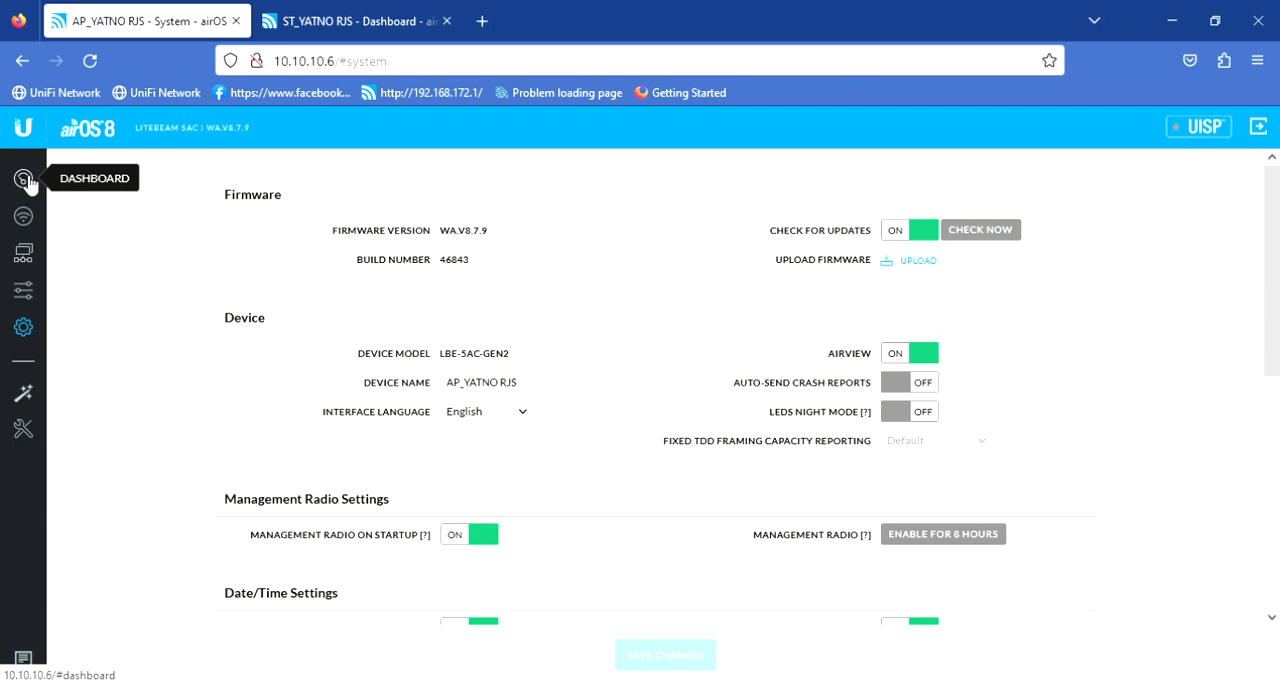 AP_YATNO RJS - System - airOS
ST_YATNO RJS - Dashboard - air
10.10.10.6/#system
UniFi Network
UniFi Network
https://www.facebook...
http://192.168.172.1/
Problem loading page
Getting Started
U airOS 8 LITEBEAM 5AC | WA.V8.7.9
UISP
DASHBOARD
Firmware
FIRMWARE VERSION WA.V8.7.9
CHECK FOR UPDATES ON CHECK NOW
BUILD NUMBER 46843
UPLOAD FIRMWARE UPLOAD
Device
DEVICE MODEL LBE-5AC-GEN2
AIRVIEW ON
DEVICE NAME AP_YATNO RJS
AUTO-SEND CRASH REPORTS OFF
INTERFACE LANGUAGE English
LEDS NIGHT MODE [?] OFF
FIXED TDD FRAMING CAPACITY REPORTING Default
Management Radio Settings
MANAGEMENT RADIO ON STARTUP [?] ON
MANAGEMENT RADIO [?] ENABLE FOR 8 HOURS
Date/Time Settings
SAVE CHANGES
10.10.10.6/#dashboard